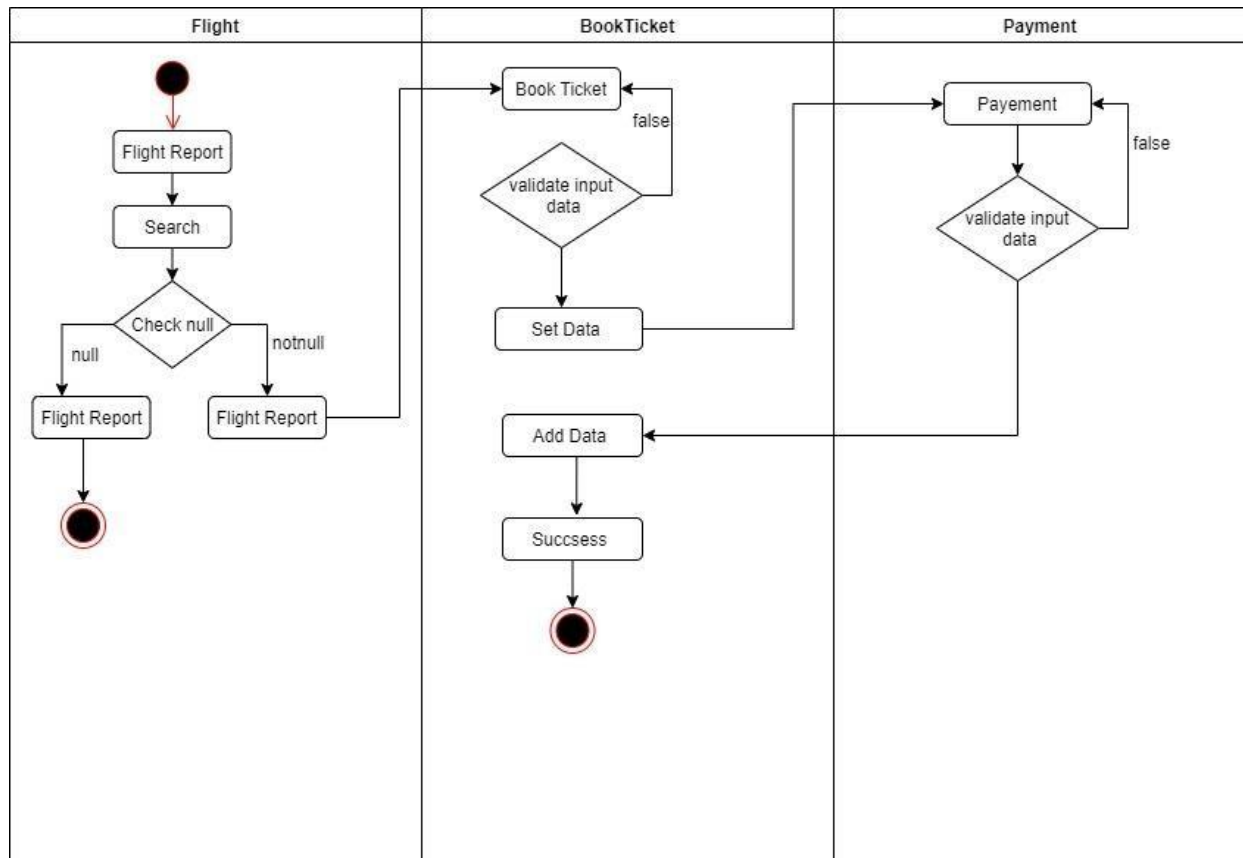 Flight
BookTicket
Payment
Flight Report
Search
Check null
null
notnull
Flight Report
Flight Report
Book Ticket
false
validate input
data
Set Data
Add Data
Succsess
Payement
false
validate input
data